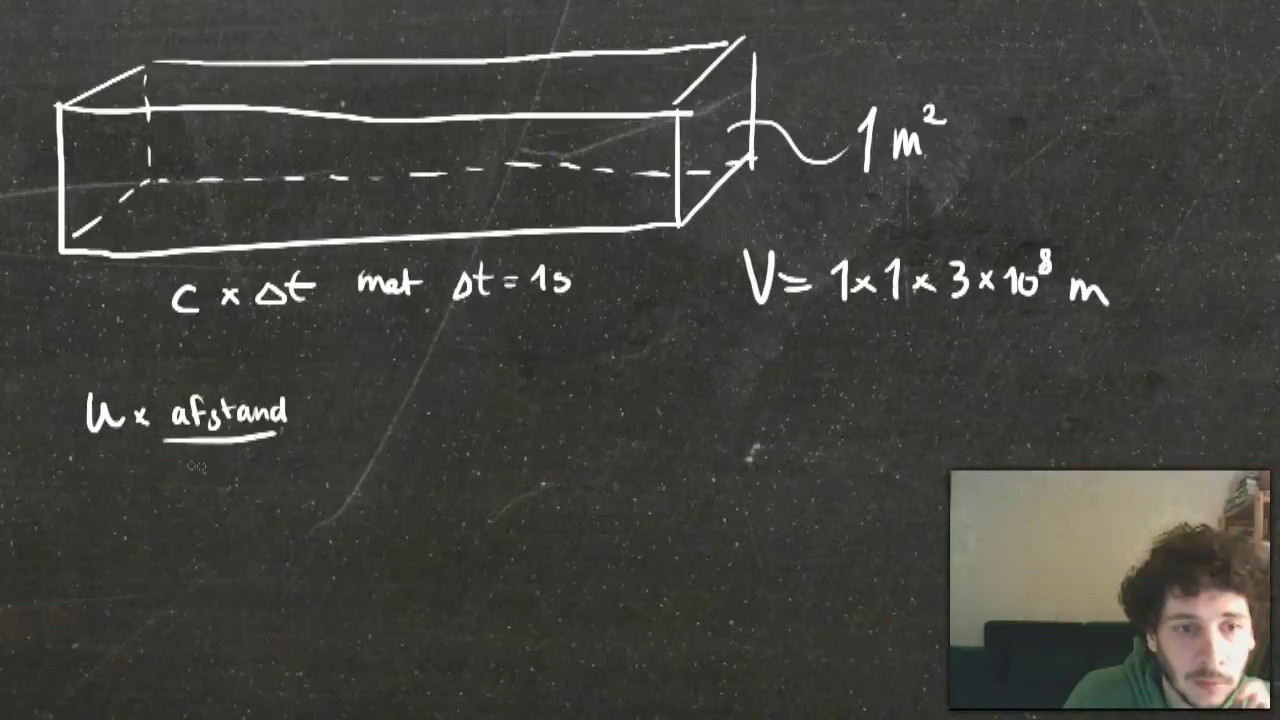 1 m²
c × Δt met Δt = 1s
V = 1 × 1 × 3 × 10⁸ m
u × afstand